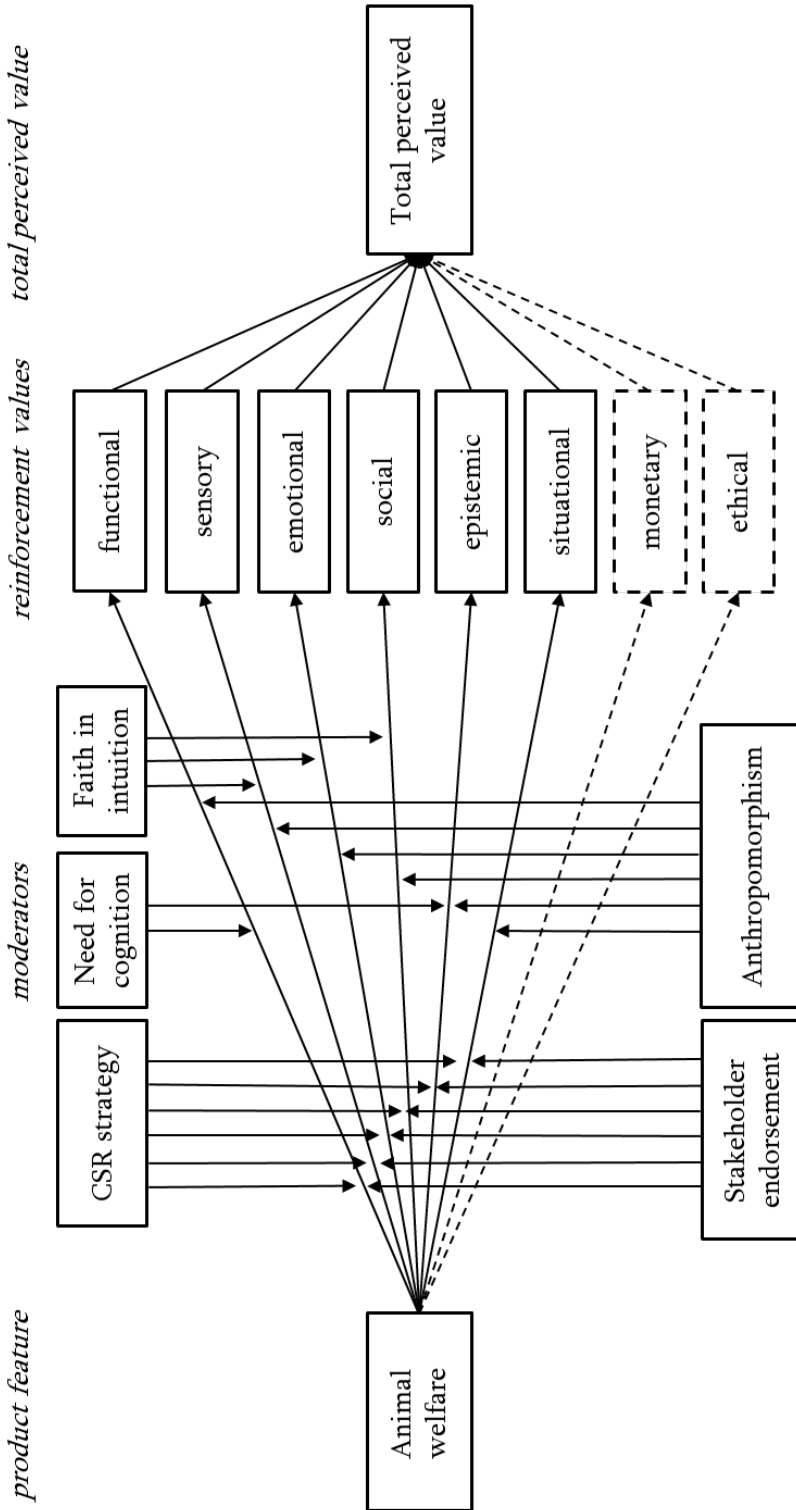 product feature
moderators
reinforcement values
total perceived value
CSR strategy
Need for
cognition
Faith in
intuition
Animal
welfare
functional
sensory
emotional
social
epistemic
situational
monetary
ethical
Total perceived
value
Stakeholder
endorsement
Anthropomorphism